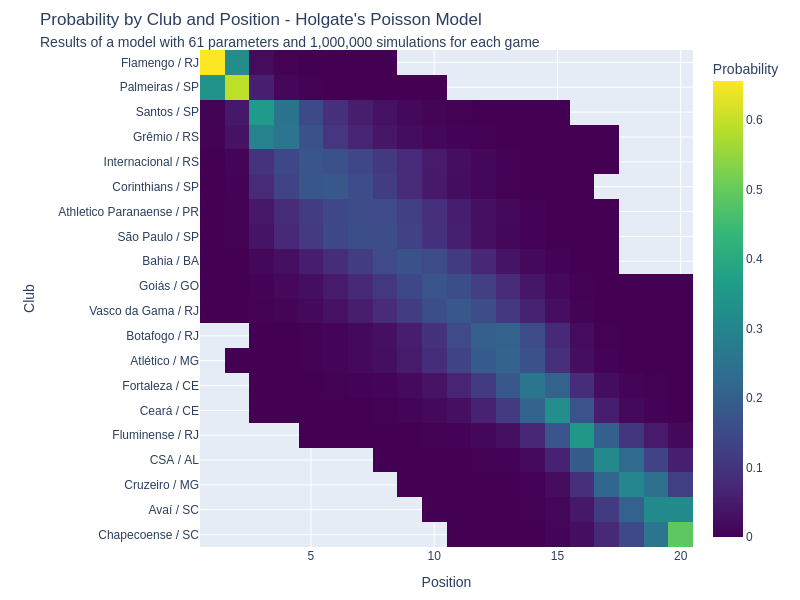 Probability by Club and Position - Holgate's Poisson Model
Results of a model with 61 parameters and 1,000,000 simulations for each game
Probability
Flamengo / RJ
Palmeiras / SP
Santos / SP
Grêmio / RS
Internacional / RS
Corinthians / SP
Athletico Paranaense / PR
São Paulo / SP
Bahia / BA
Goiás / GO
Vasco da Gama / RJ
Botafogo / RJ
Atlético / MG
Fortaleza / CE
Ceará / CE
Fluminense / RJ
CSA / AL
Cruzeiro / MG
Avaí / SC
Chapecoense / SC
Club
5
10
15
20
Position
0.6
0.5
0.4
0.3
0.2
0.1
0